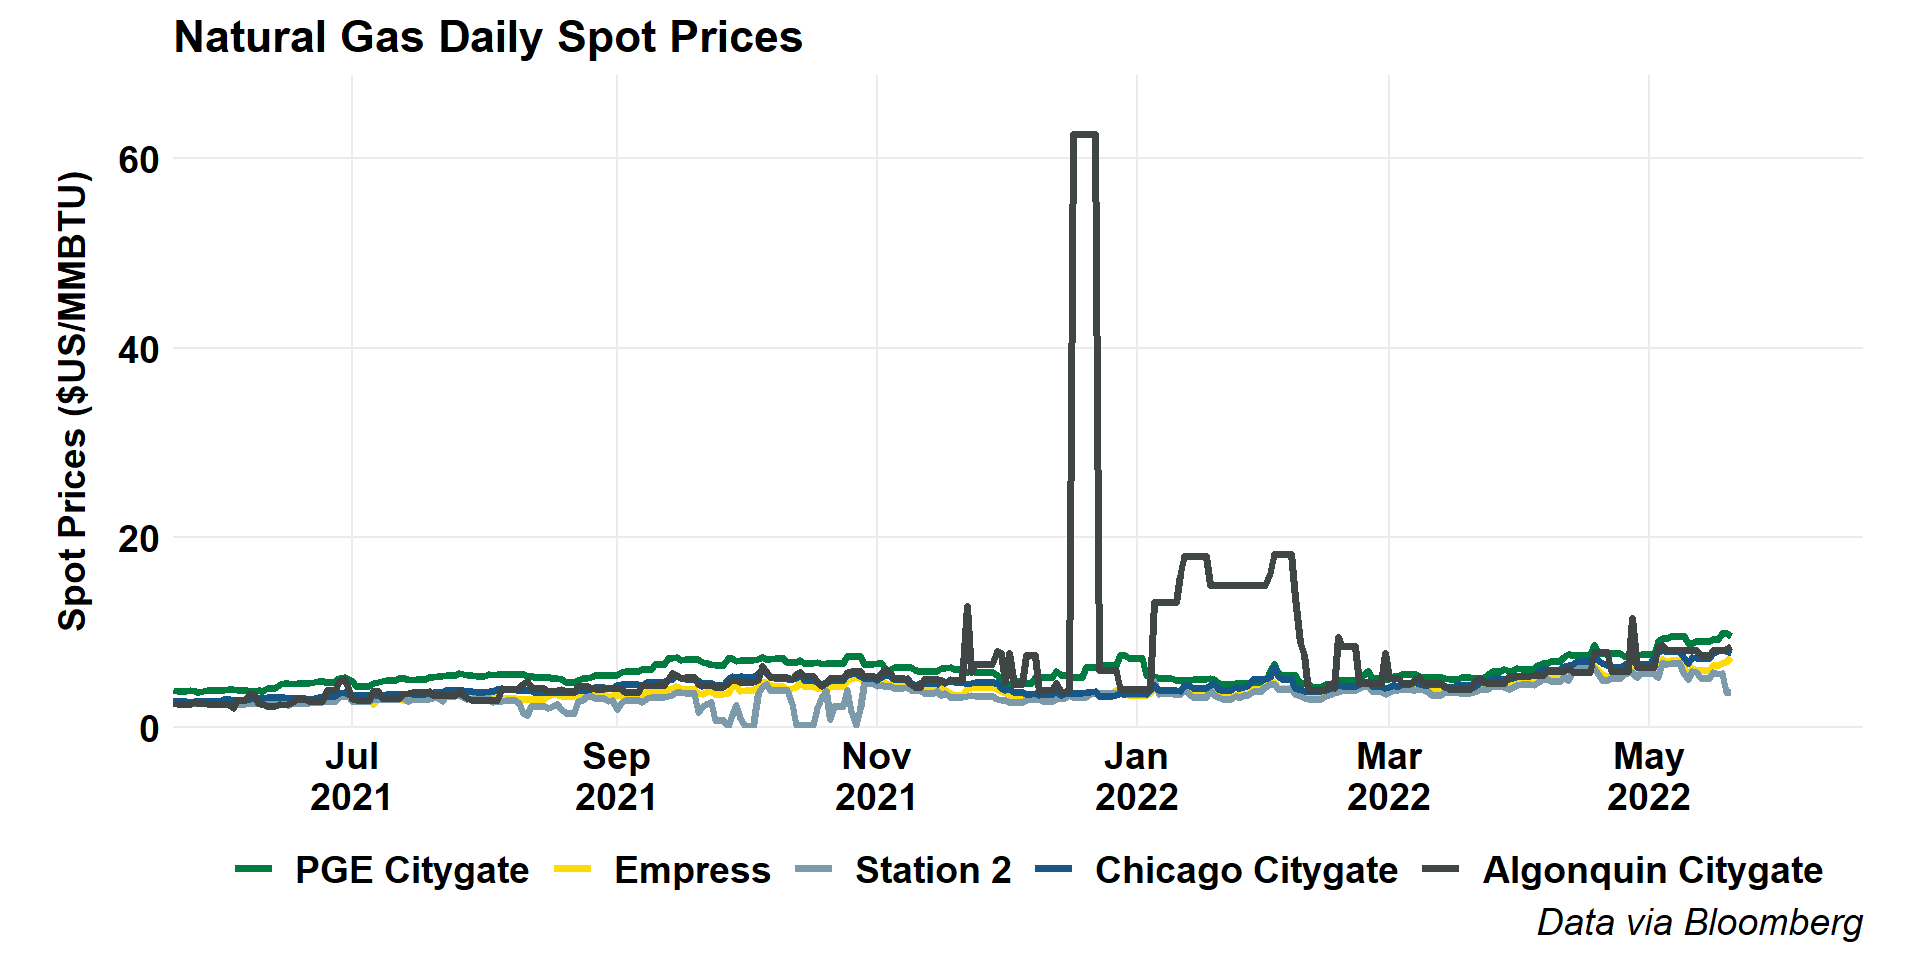 Natural Gas Daily Spot Prices
Spot Prices ($US/MMBTU)
60
40
20
0
Jul Sep Nov Jan Mar May
2021 2021 2021 2022 2022 2022
PGE Citygate Empress Station 2 Chicago Citygate Algonquin Citygate
Data via Bloomberg